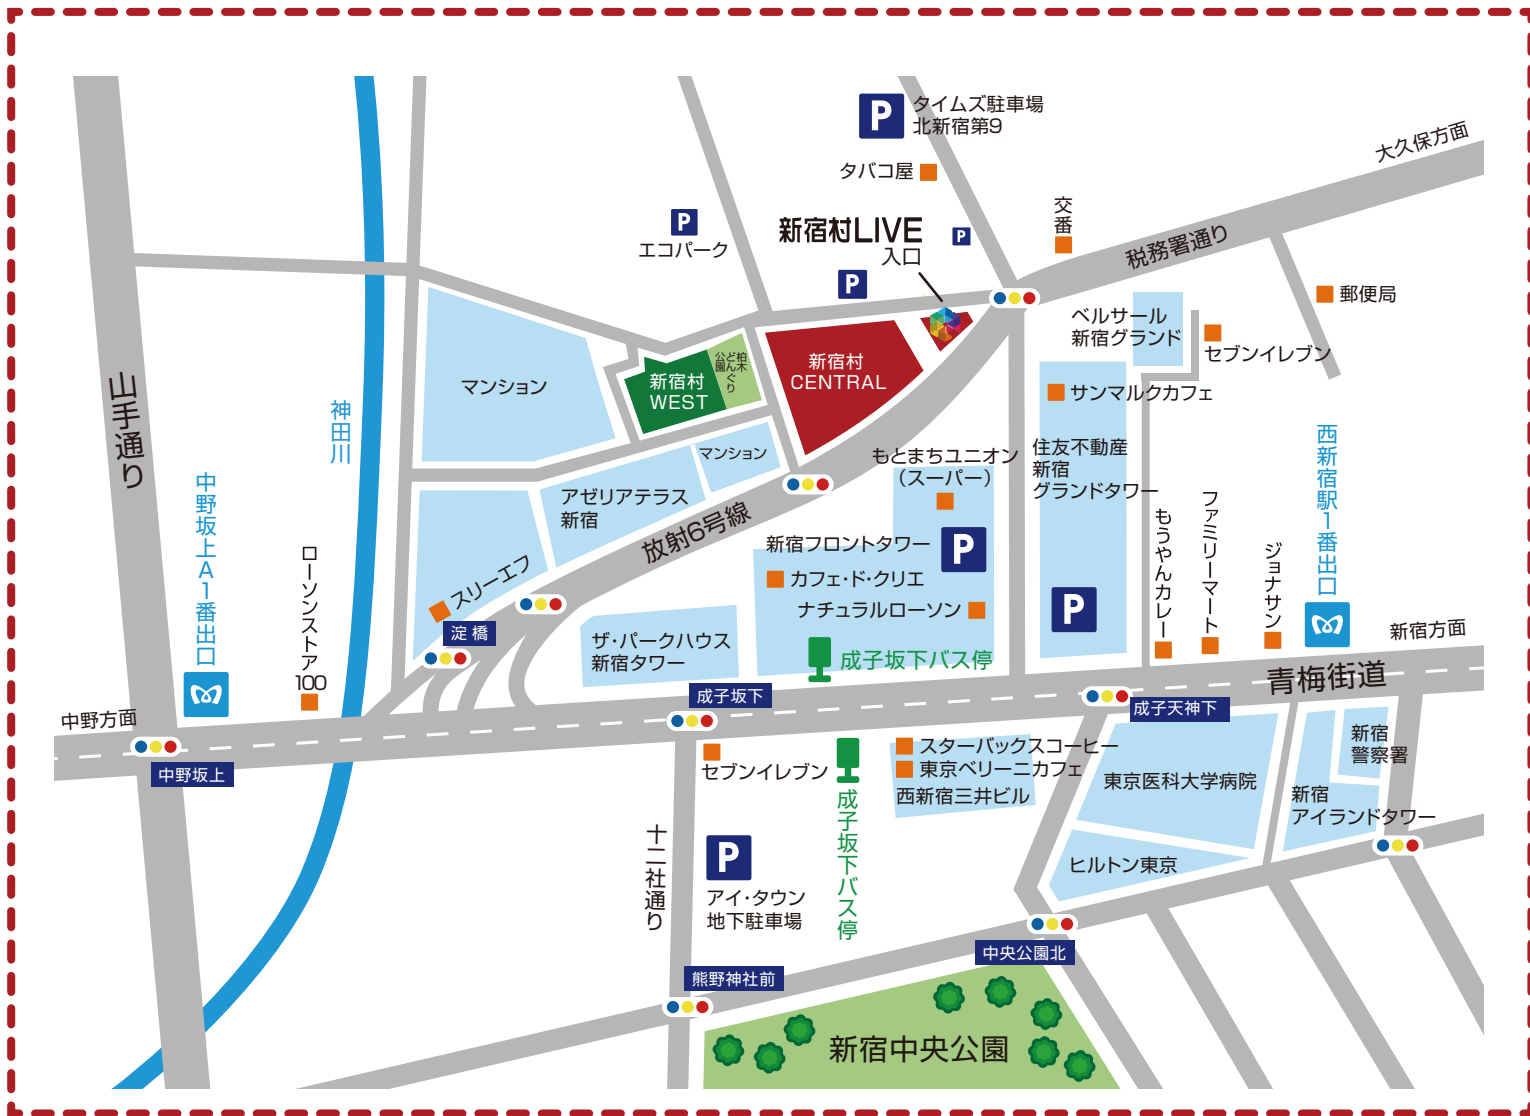 P
タイムズ駐車場
北新宿第9
タバコ屋
大久保方面
交番
P
エコパーク
新宿村LIVE
入口
P
P
税務署通り
郵便局
ベルサール
新宿グランド
セブンイレブン
山手通り
神田川
マンション
新宿村
WEST
柏木
どんぐり
公園
新宿村
CENTRAL
サンマルクカフェ
マンション
もとまちユニオン
（スーパー）
住友不動産
新宿
グランドタワー
西新宿駅1番出口
中野坂上A1番出口
アゼリアテラス
新宿
放射6号線
もうやんカレー
ファミリーマート
ジョナサン
ローソンストア
100
スリーエフ
淀橋
新宿フロントタワー
P
カフェ・ド・クリエ
ナチュラルローソン
P
ザ・パークハウス
新宿タワー
成子坂下バス停
新宿方面
青梅街道
成子坂下
成子天神下
中野方面
中野坂上
セブンイレブン
スターバックスコーヒー
東京ベリーニカフェ
西新宿三井ビル
成子坂下バス停
東京医科大学病院
新宿
警察署
新宿
アイランドタワー
十二社通り
P
アイ・タウン
地下駐車場
ヒルトン東京
中央公園北
熊野神社前
新宿中央公園